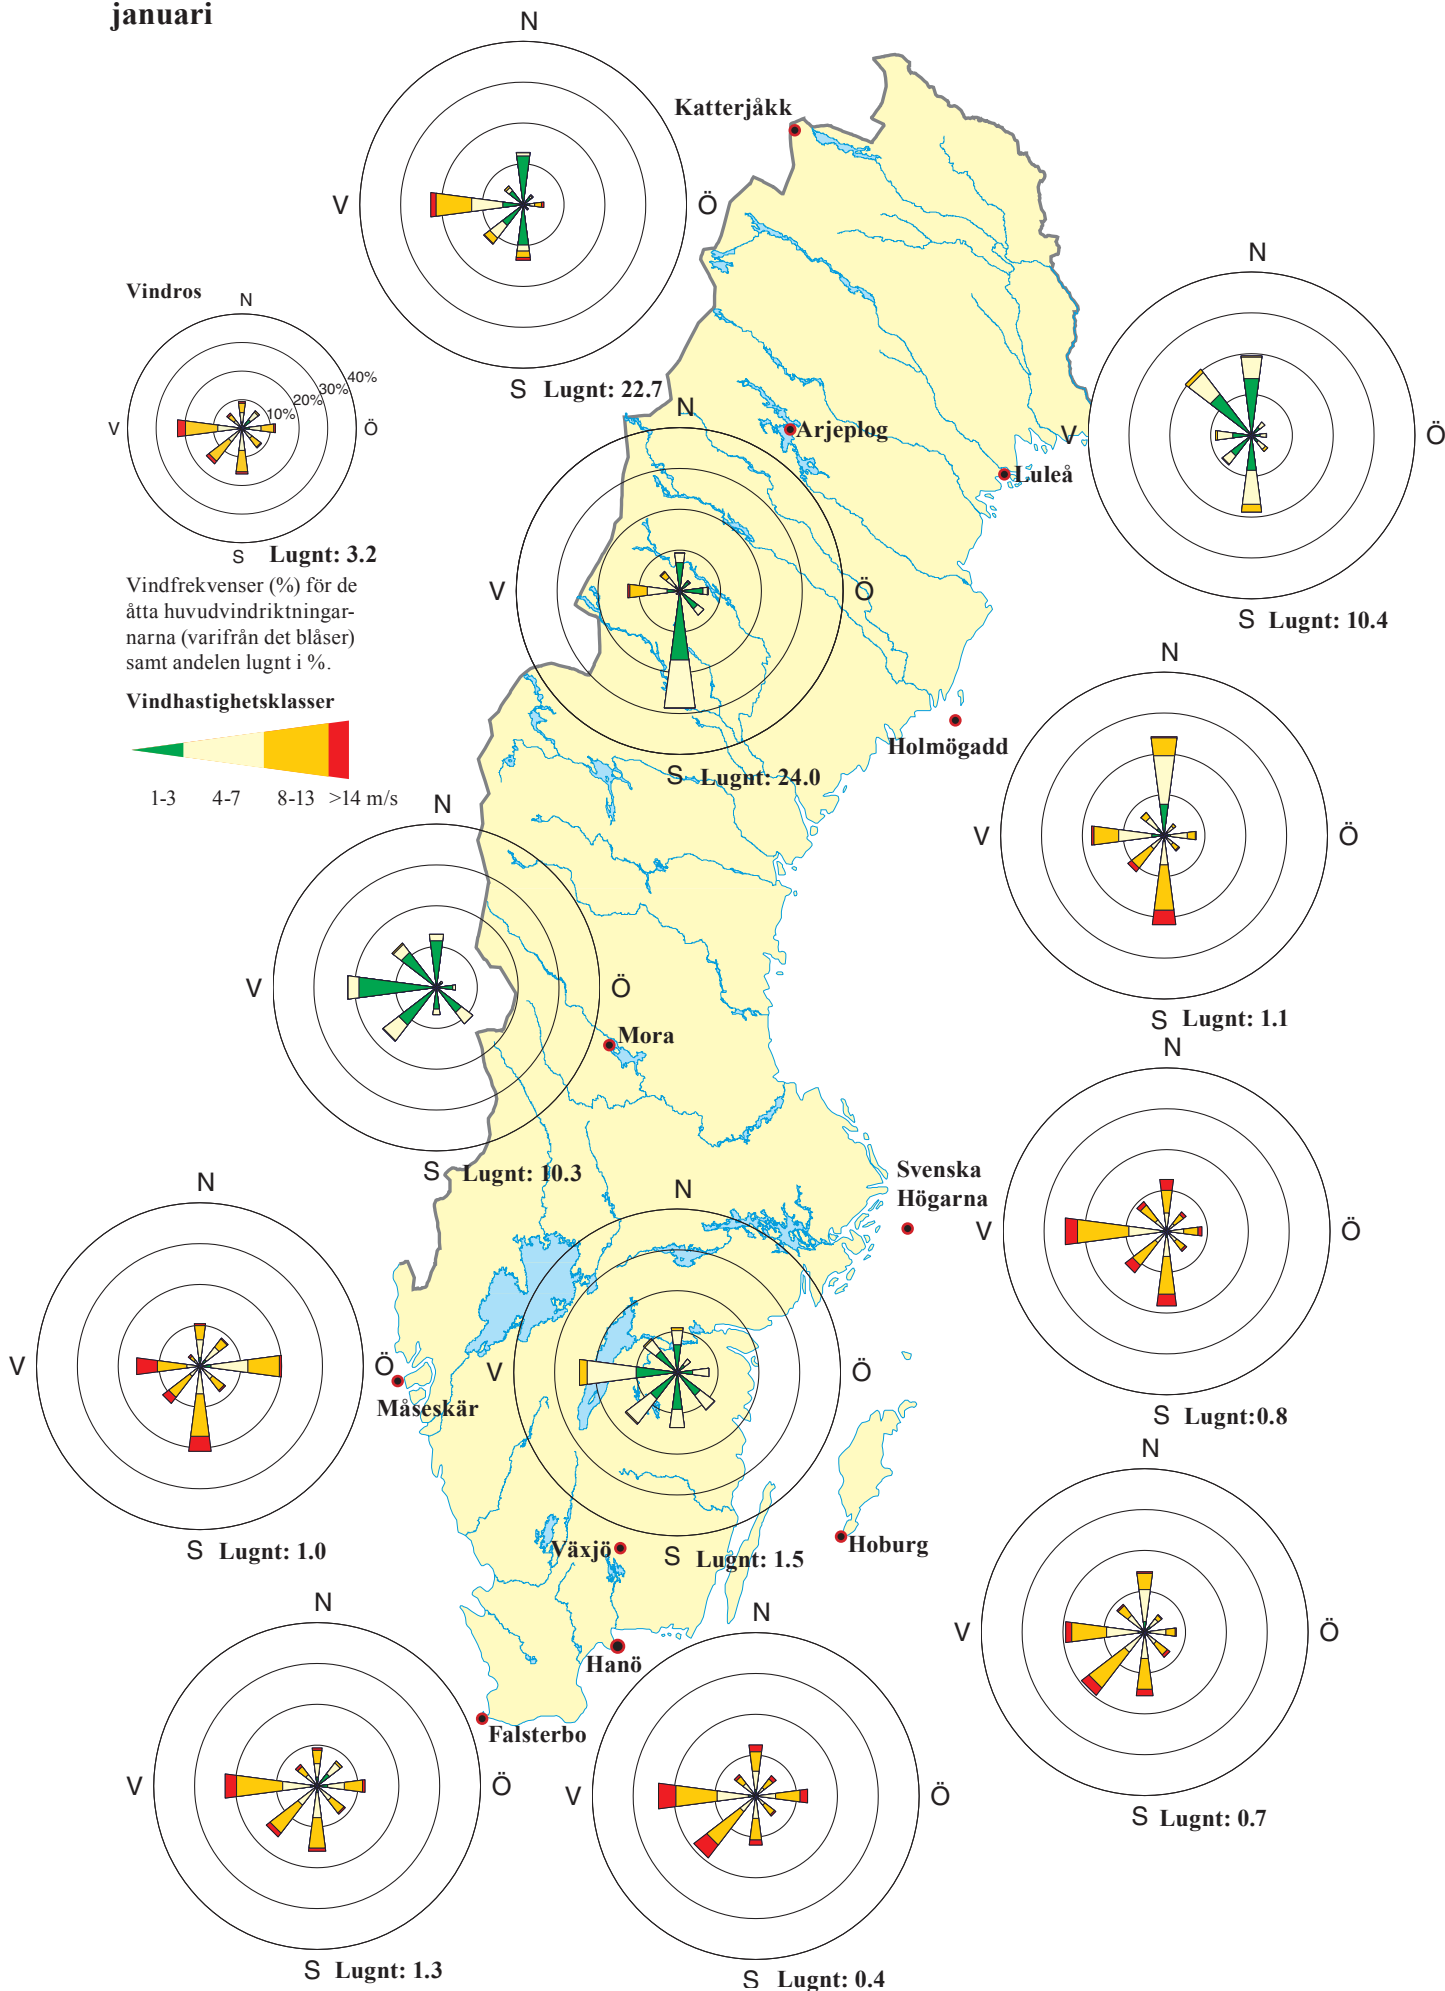 januari
N
Katterjåkk
V
Ö
S
Lugnt: 22.7
Vindros
N
40%
30%
20%
10%
V
Ö
S
Lugnt: 3.2
Vindfrekvenser (%) för de
åtta huvudvindriktningar-
narna (varifrån det blåser)
samt andelen lugnt i %.
Vindhastighetsklasser
1-3 4-7 8-13 >14 m/s
N
Arjeplog
V
Ö
S
Lugnt: 24.0
N
Luleå
V
Ö
S
Lugnt: 10.4
N
Holmögadd
V
Ö
S
Lugnt: 1.1
N
V
Ö
Mora
S
Lugnt: 10.3
N
Svenska
Högarna
V
Ö
S
Lugnt:0.8
N
V
Ö
Måseskär
S
Lugnt: 1.0
N
V
Ö
Växjö
S
Lugnt: 1.5
N
Hoburg
V
Ö
S
Lugnt: 0.7
N
Hanö
V
Ö
S
Lugnt: 0.4
N
Falsterbo
V
Ö
S
Lugnt: 1.3